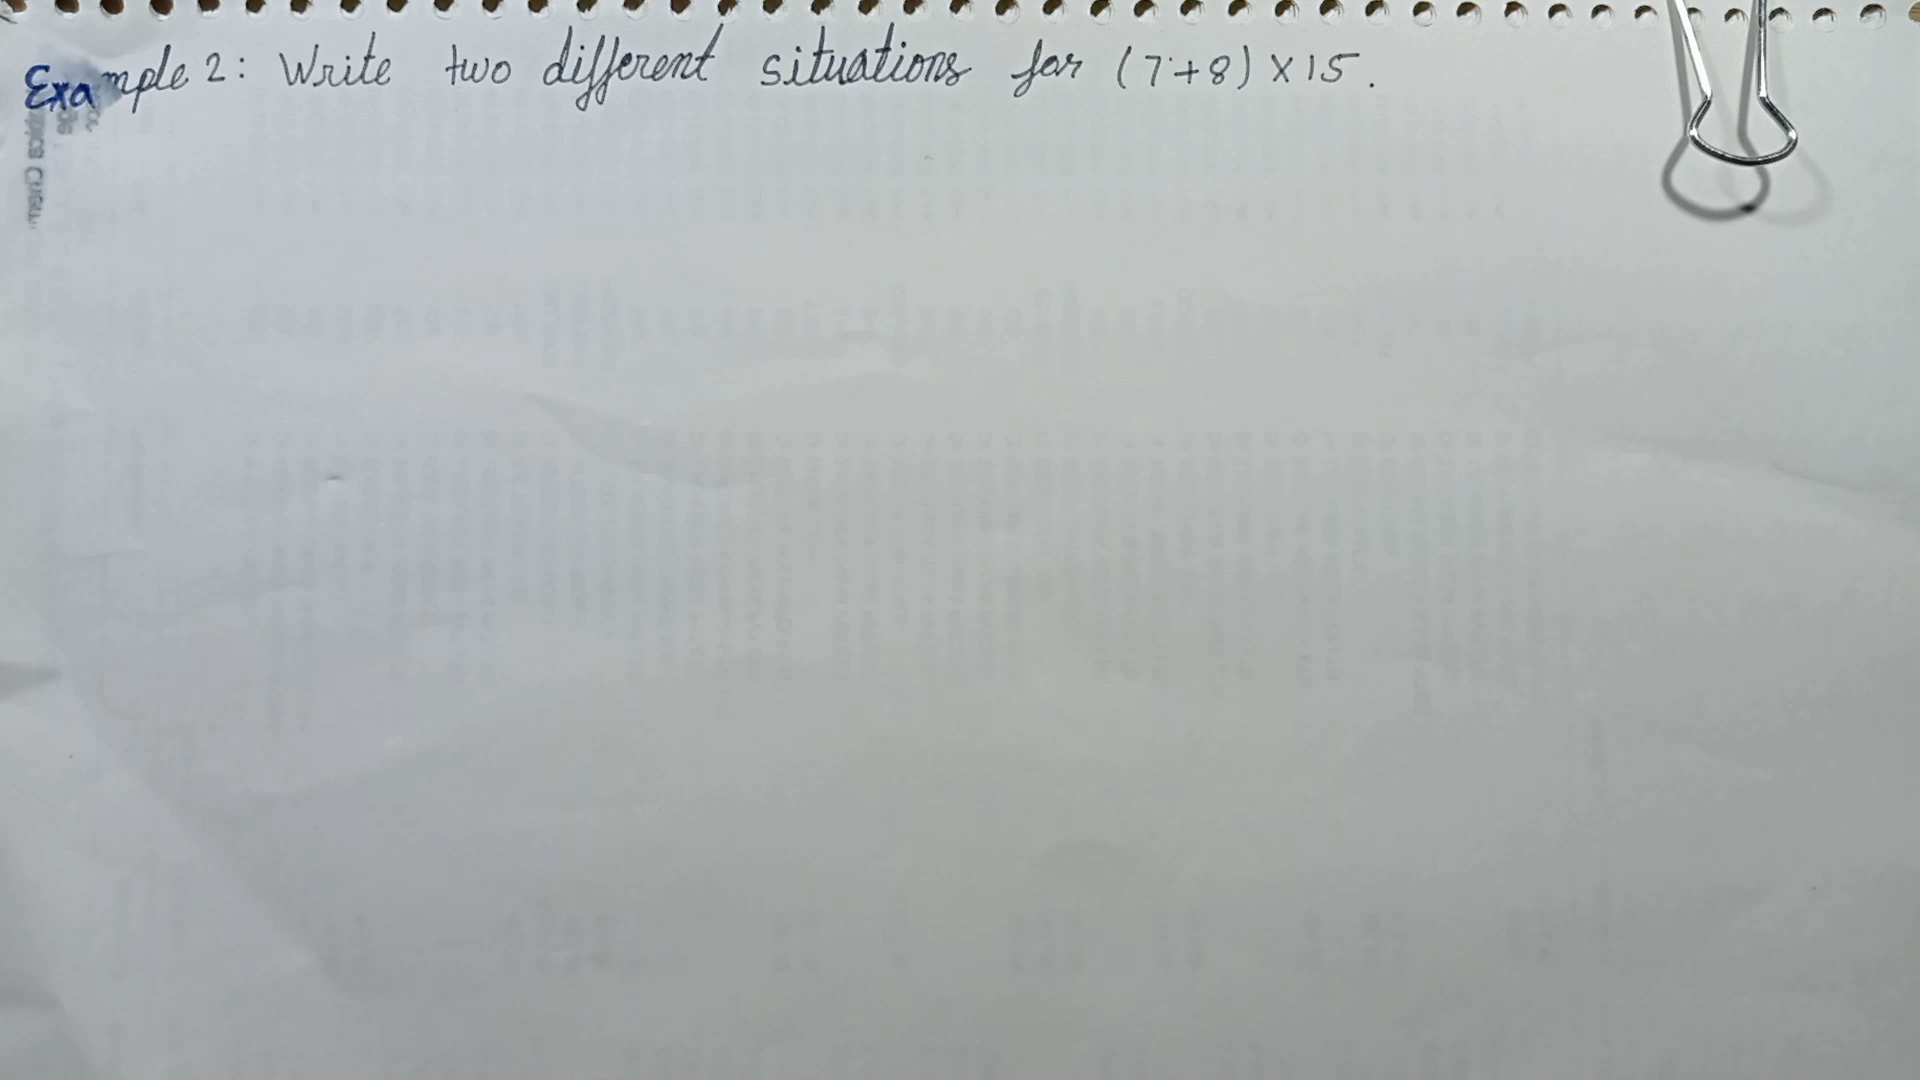 Example 2: Write two different situations for (7+8) × 15.